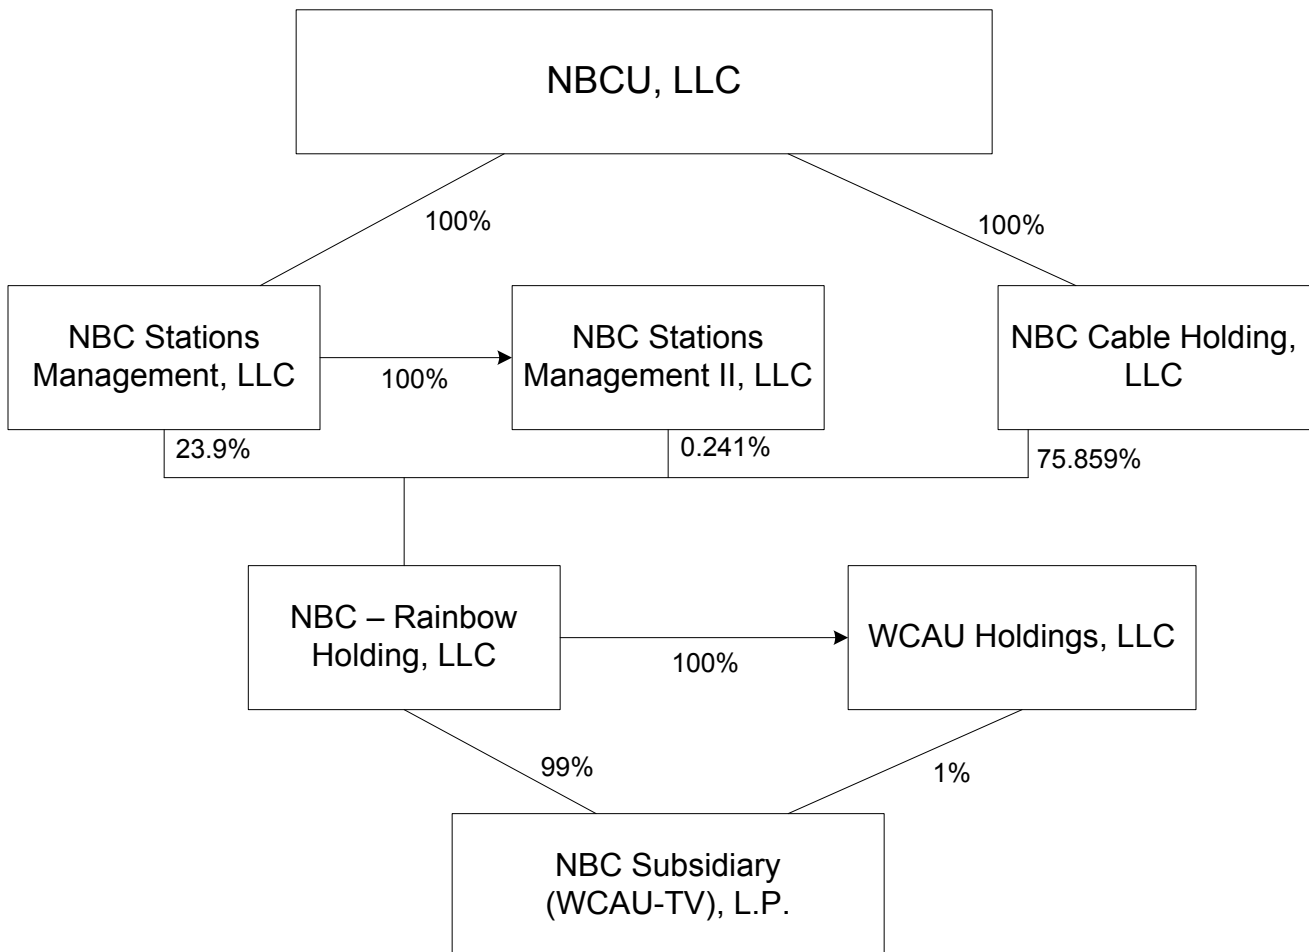 NBCU, LLC
100%
100%
NBC Stations
Management, LLC
100%
NBC Stations
Management II, LLC
NBC Cable Holding,
LLC
23.9%
0.241%
75.859%
NBC – Rainbow
Holding, LLC
100%
WCAU Holdings, LLC
99%
1%
NBC Subsidiary
(WCAU-TV), L.P.